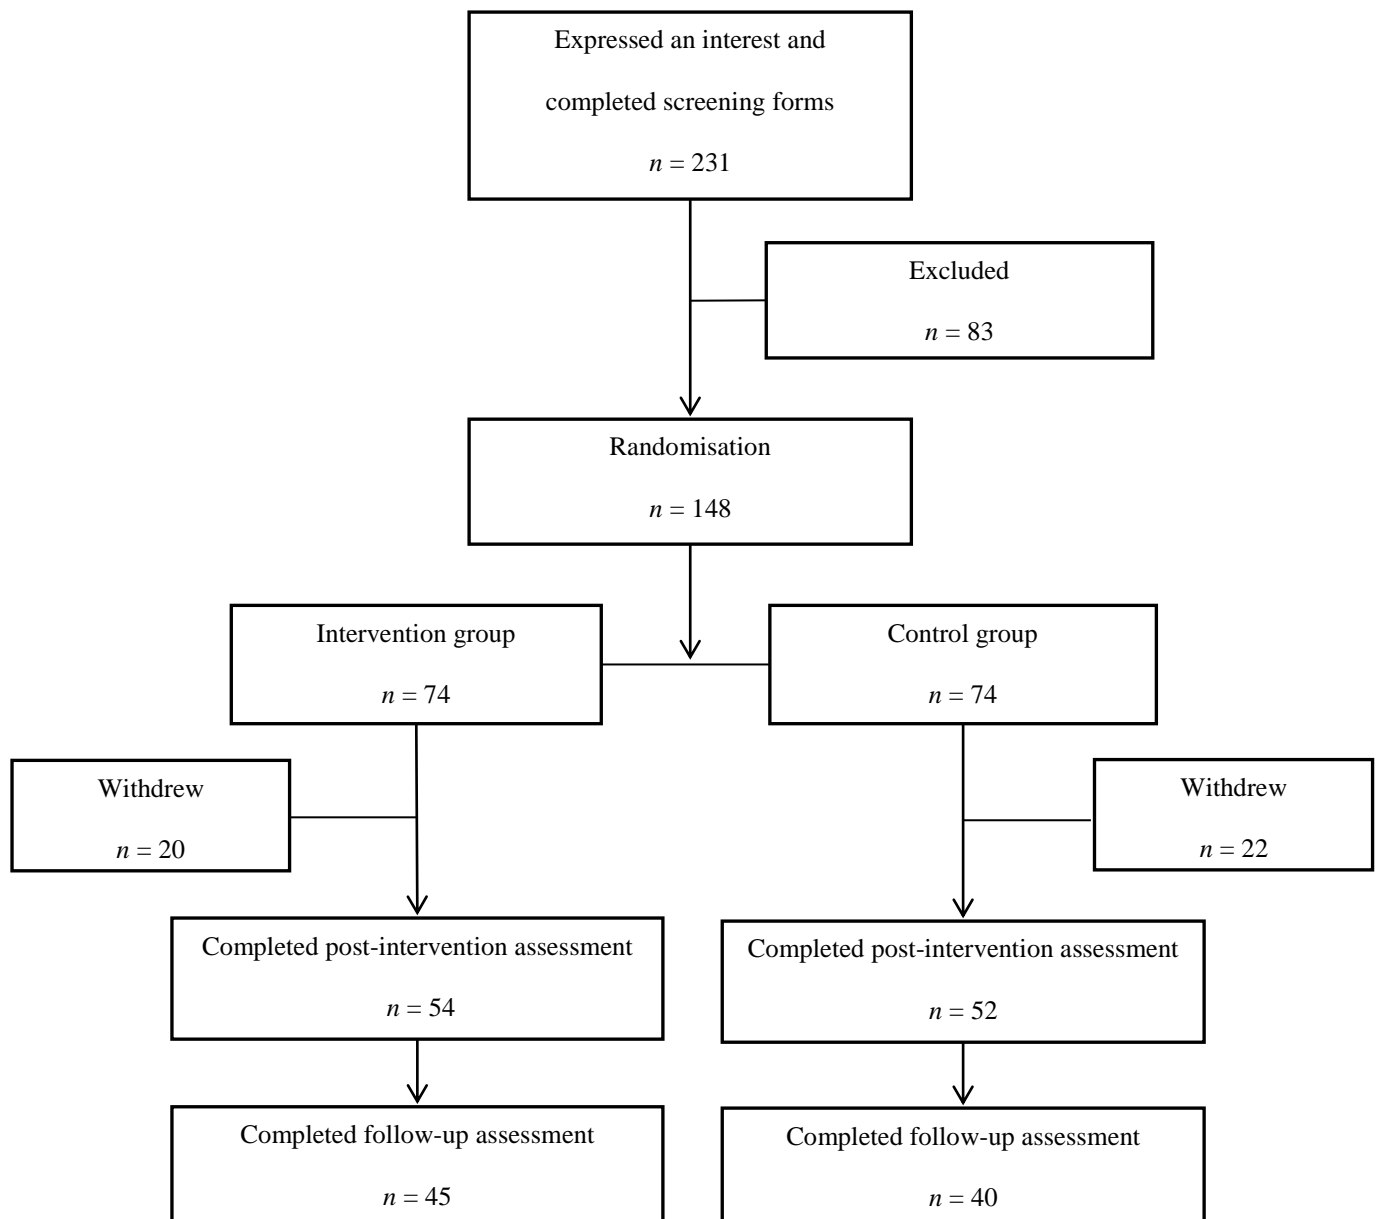 Expressed an interest and
completed screening forms
n = 231
Excluded
n = 83
Randomisation
n = 148
Intervention group
n = 74
Control group
n = 74
Withdrew
n = 20
Withdrew
n = 22
Completed post-intervention assessment
n = 54
Completed post-intervention assessment
n = 52
Completed follow-up assessment
n = 45
Completed follow-up assessment
n = 40